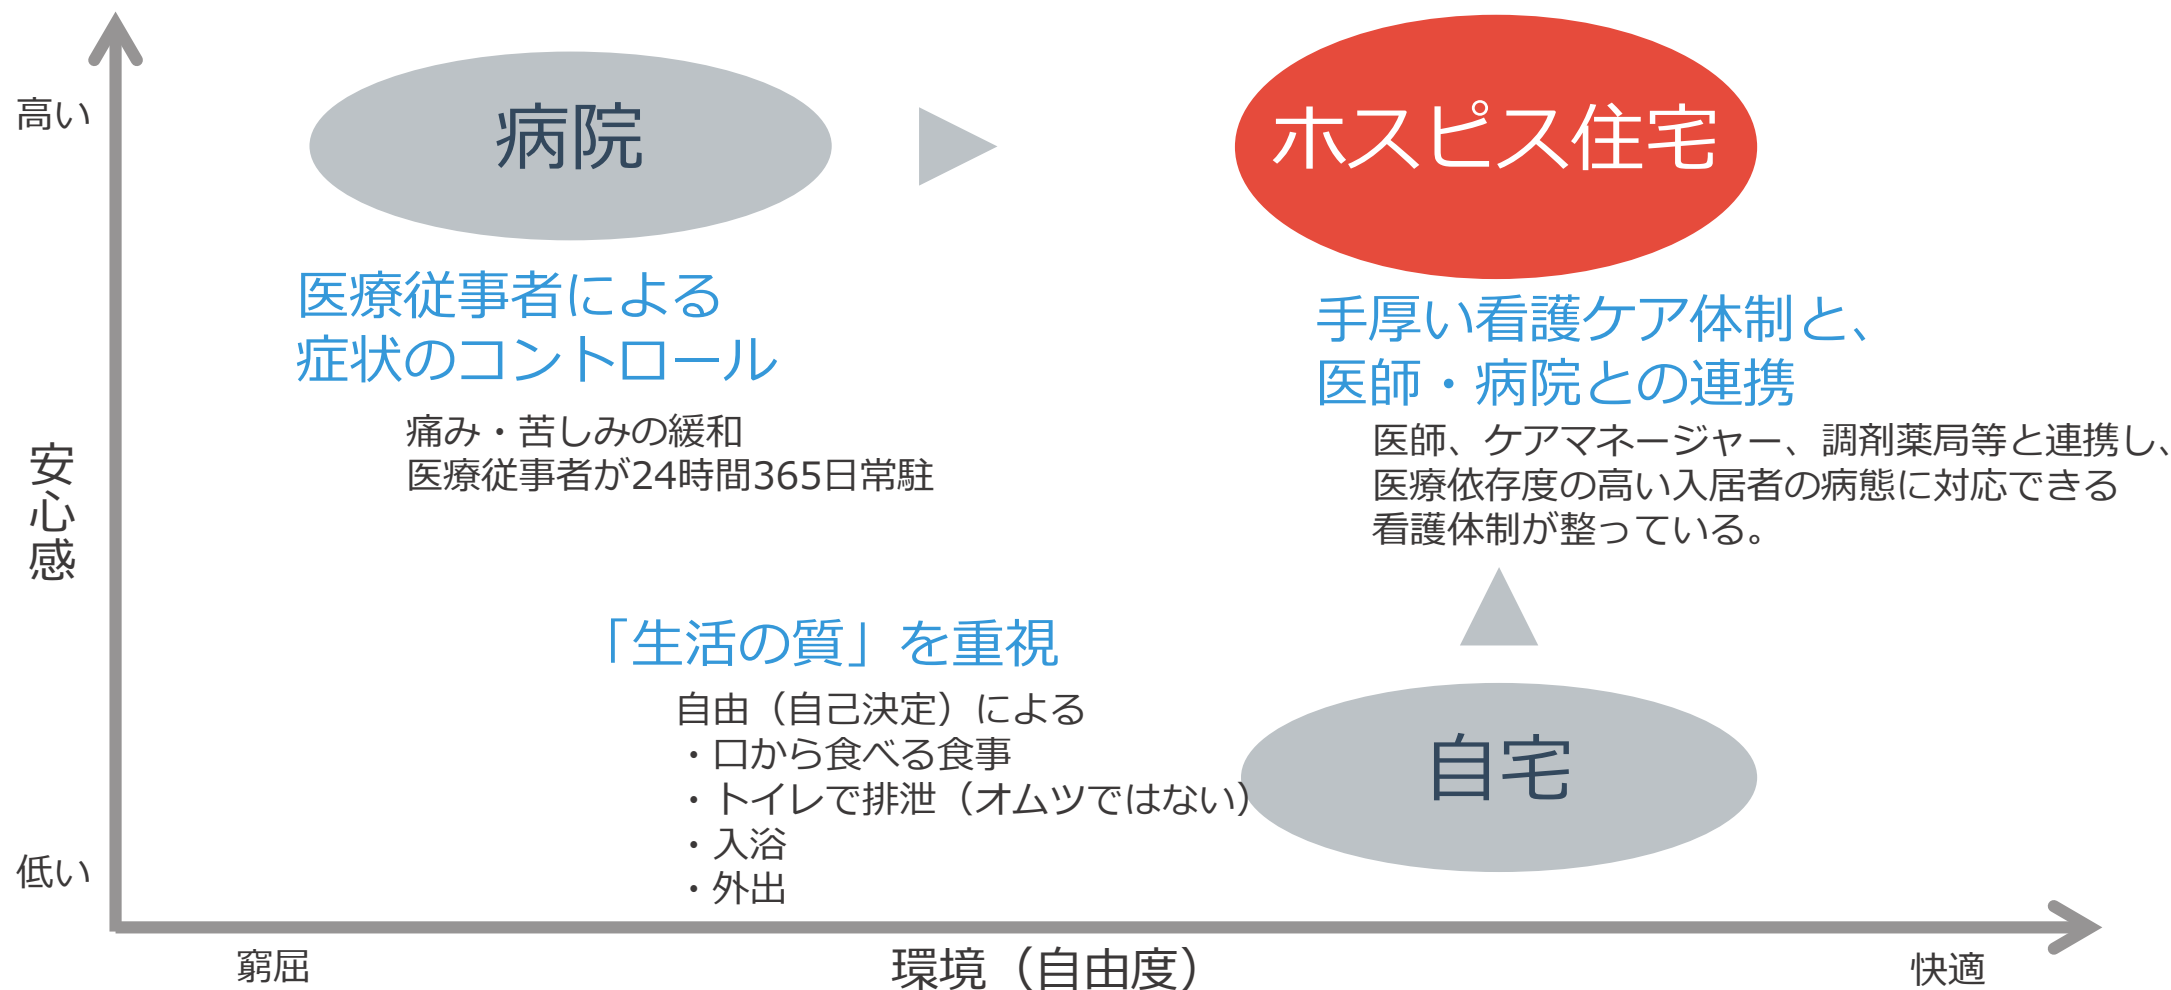 高い
病院
ホスピス住宅
医療従事者による
症状のコントロール
痛み・苦しみの緩和
医療従事者が24時間365日常駐
手厚い看護ケア体制と、
医師・病院との連携
医師、ケアマネージャー、調剤薬局等と連携し、
医療依存度の高い入居者の病態に対応できる
看護体制が整っている。
安心感
「生活の質」を重視
自由（自己決定）による
・口から食べる食事
・トイレで排泄（オムツではない）
・入浴
・外出
自宅
低い
窮屈
環境（自由度）
快適